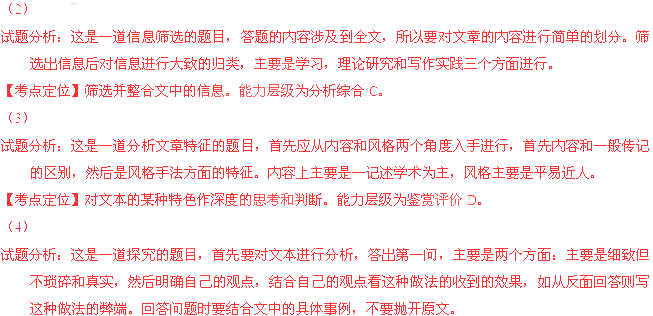 （2）
试题分析：这是一道信息筛选的题目，答题的内容涉及到全文，所以要对文章的内容进行简单的划分。筛
选出信息后对信息进行大致的归类，主要是学习，理论研究和写作实践三个方面进行。
【考点定位】筛选并整合文中的信息。能力层级为分析综合 C。
（3）
试题分析：这是一道分析文章特征的题目，首先应从内容和风格两个角度入手进行，首先内容和一般传记
的区别，然后是风格手法方面的特征。内容上主要是一记述学术为主，风格主要是平易近人。
【考点定位】对文本的某种特色作深度的思考和判断。能力层级为鉴赏评价 D。
（4）
试题分析：这是一道探究的题目，首先要对文本进行分析，答出第一问，主要是两个方面：主要是细致但
不琐碎和真实，然后明确自己的观点，结合自己的观点看这种做法的收到的效果，如从反面回答则写
这种做法的弊端。回答问题时要结合文中的具体事例，不要抛开原文。